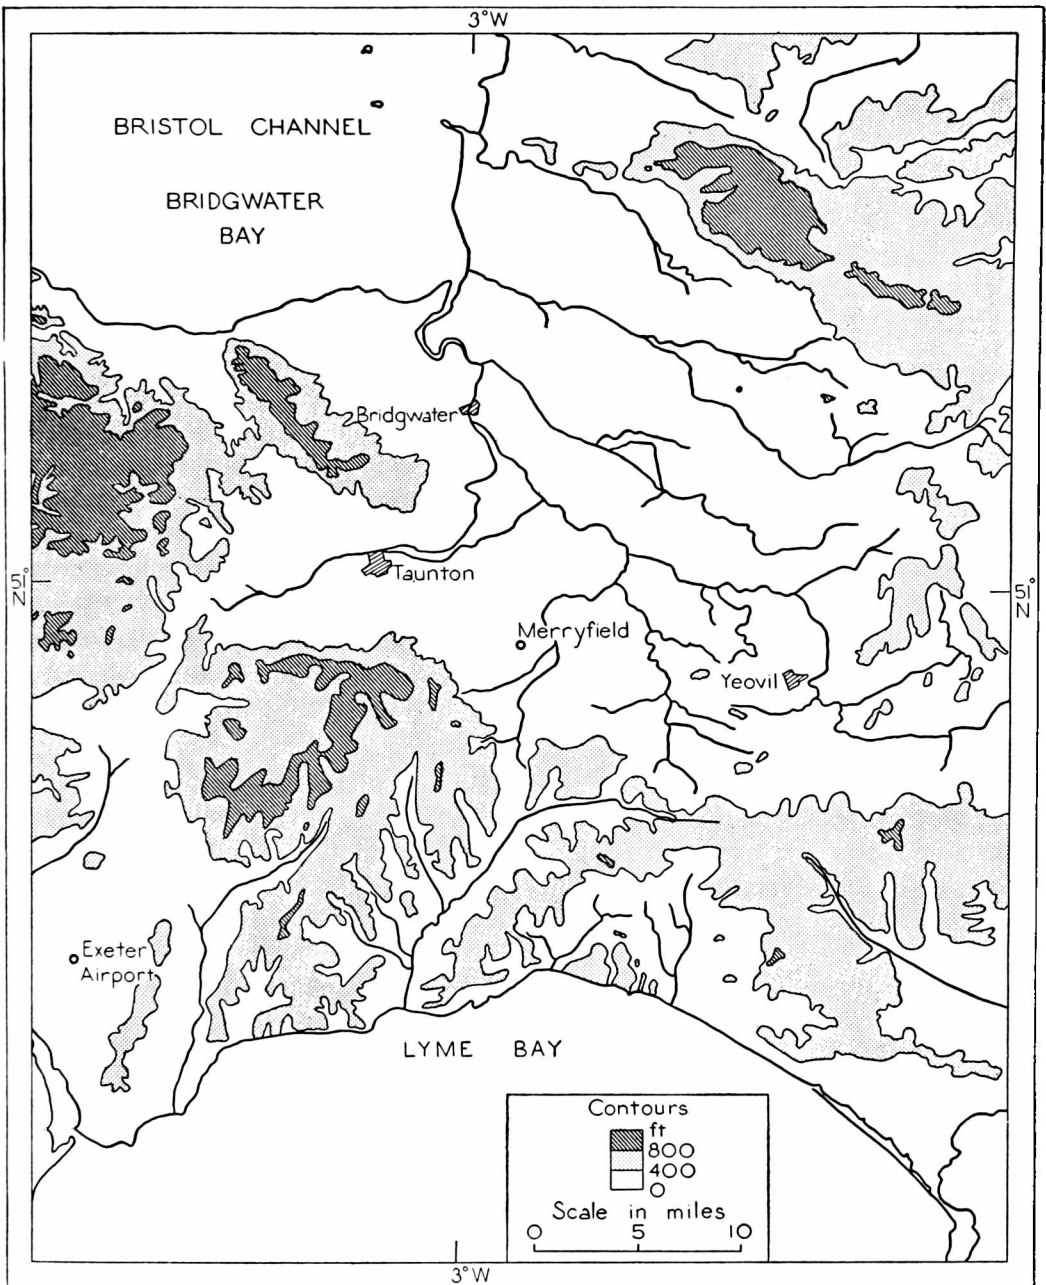 3°W
BRISTOL CHANNEL
BRIDGWATER
BAY
Bridgwater
51°
N
Taunton
51°
N
Merryfield
Yeovil
Exeter
Airport
LYME BAY
Contours
ft
800
400
0
Scale in miles
0 5 10
3°W